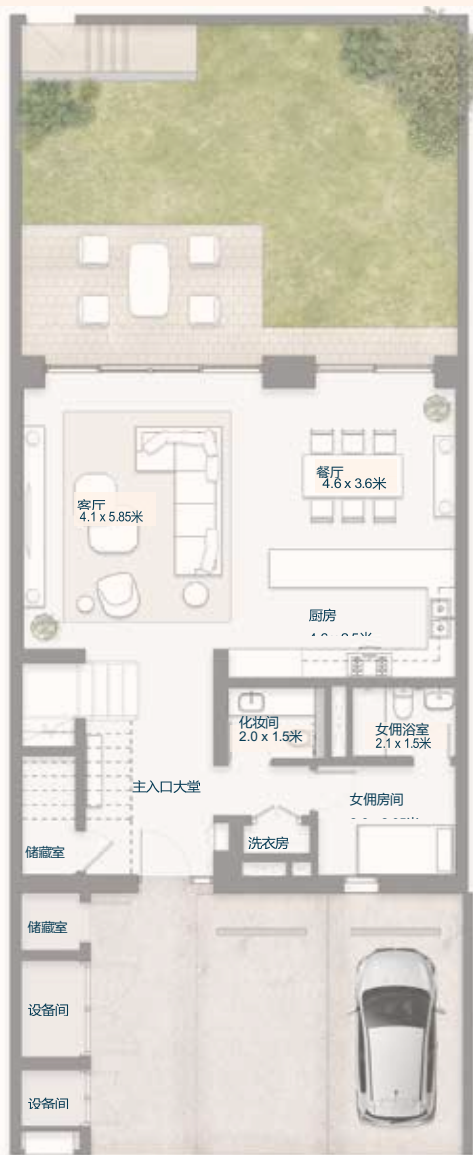 餐厅
4.6 x 3.6米
客厅
4.1 x 5.85米
厨房
化妆间
2.0 x 1.5米
女佣浴室
2.1 x 1.5米
主入口大堂
女佣房间
洗衣房
储藏室
储藏室
设备间
设备间